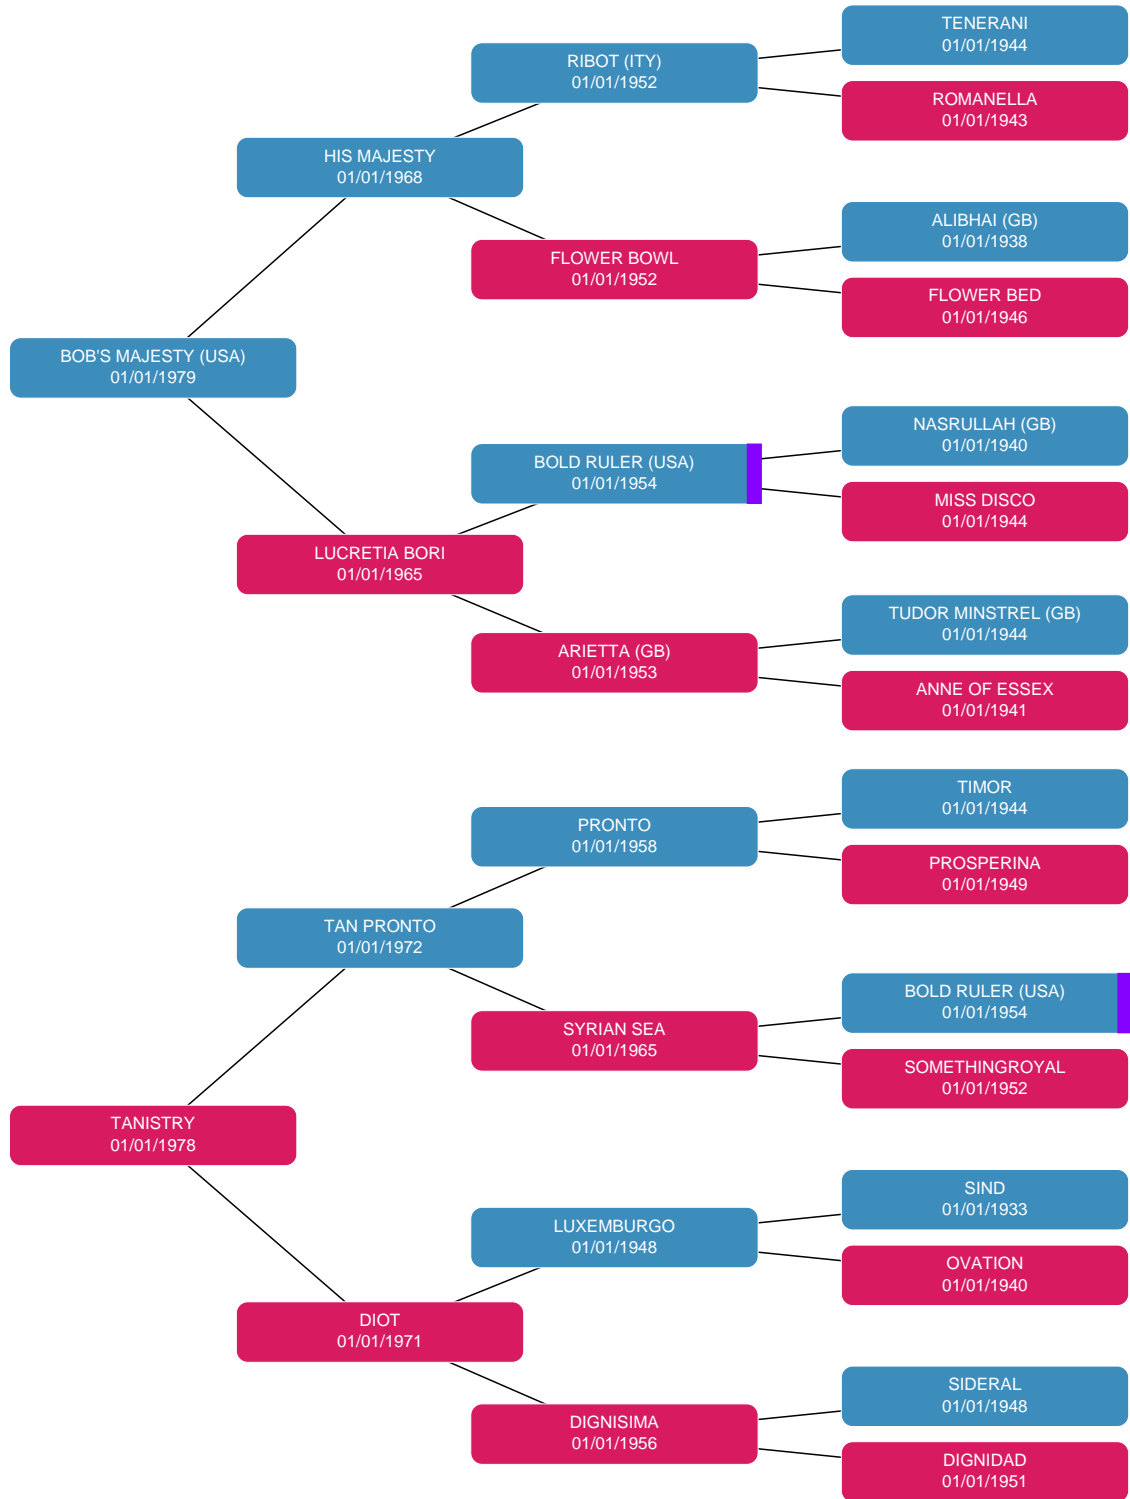 TENERANI
01/01/1944
RIBOT (ITY)
01/01/1952
ROMANELLA
01/01/1943
HIS MAJESTY
01/01/1968
ALIBHAI (GB)
01/01/1938
FLOWER BOWL
01/01/1952
FLOWER BED
01/01/1946
BOB'S MAJESTY (USA)
01/01/1979
NASRULLAH (GB)
01/01/1940
BOLD RULER (USA)
01/01/1954
MISS DISCO
01/01/1944
LUCRETIA BORI
01/01/1965
TUDOR MINSTREL (GB)
01/01/1944
ARIETTA (GB)
01/01/1953
ANNE OF ESSEX
01/01/1941
TIMOR
01/01/1944
PRONTO
01/01/1958
PROSPERINA
01/01/1949
TAN PRONTO
01/01/1972
BOLD RULER (USA)
01/01/1954
SYRIAN SEA
01/01/1965
SOMETHINGROYAL
01/01/1952
TANISTRY
01/01/1978
SIND
01/01/1933
LUXEMBURGO
01/01/1948
OVATION
01/01/1940
DIOT
01/01/1971
SIDERAL
01/01/1948
DIGNISIMA
01/01/1956
DIGNIDAD
01/01/1951